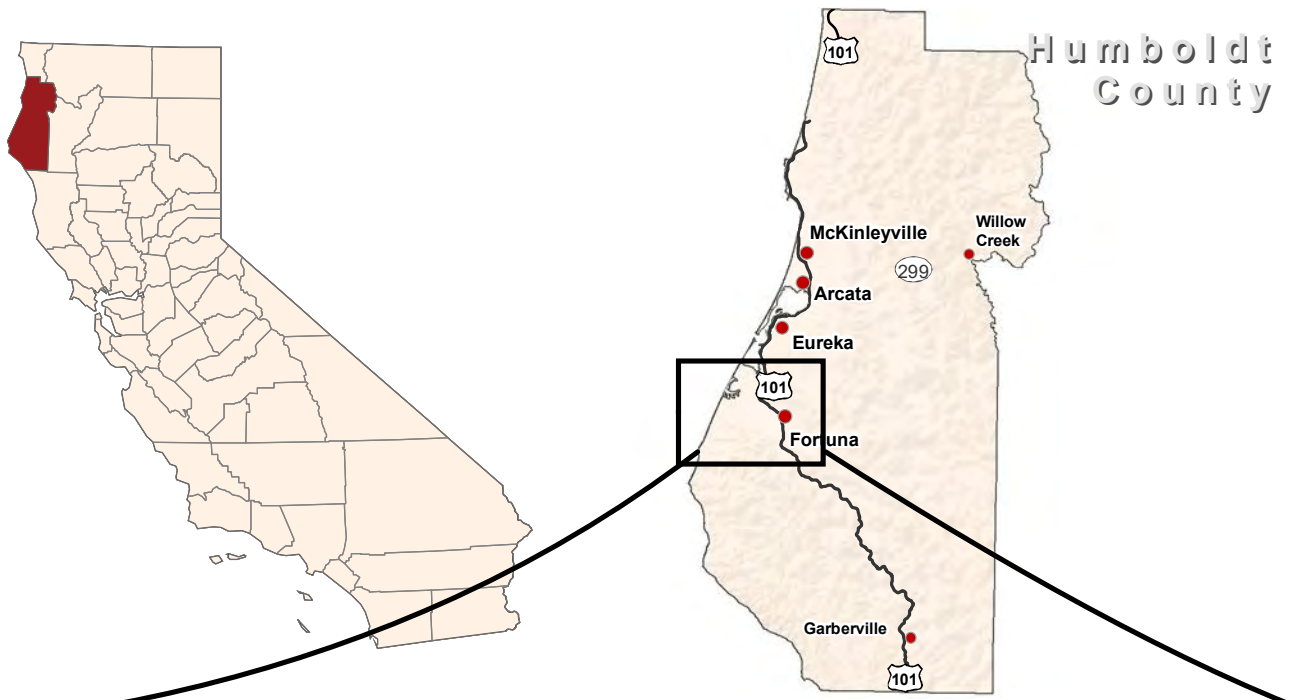 Humboldt
County
101
Willow
Creek
McKinleyville
299
Arcata
Eureka
101
Fortuna
Garberville
101